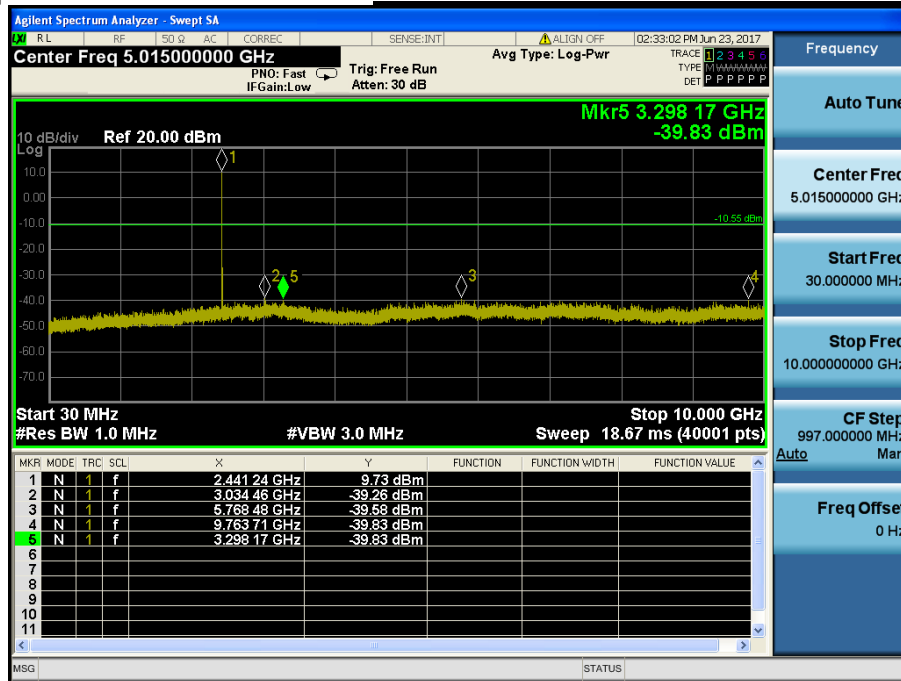 Agilent Spectrum Analyzer - Swept SA
LXI RL RF 50 Ω AC CORREC SENSE:INT ALIGN OFF 02:33:02 PM Jun 23, 2017
Center Freq 5.015000000 GHz
PNO: Fast
IFGain:Low
Trig: Free Run
Atten: 30 dB
Avg Type: Log-Pwr
TRACE 1 2 3 4 5 6
TYPE M WWWWW
DET P P P P P P
Mkr5 3.298 17 GHz
-39.83 dBm
10 dB/div Ref 20.00 dBm
Log
10.0
0.00
-10.0
-20.0
-30.0
-40.0
-50.0
-60.0
-70.0
1
-10.55 dBm
2
5
3
4
Start 30 MHz Stop 10.000 GHz
#Res BW 1.0 MHz #VBW 3.0 MHz Sweep 18.67 ms (40001 pts)
MKR MODE TRC SCL X Y FUNCTION FUNCTION WIDTH FUNCTION VALUE
1 N 1 f 2.441 24 GHz 9.73 dBm
2 N 1 f 3.034 46 GHz -39.26 dBm
3 N 1 f 5.768 48 GHz -39.58 dBm
4 N 1 f 9.763 71 GHz -39.83 dBm
5 N 1 f 3.298 17 GHz -39.83 dBm
6
7
8
9
10
11
MSG STATUS
Frequency
Auto Tune
Center Freq
5.015000000 GHz
Start Freq
30.000000 MHz
Stop Freq
10.000000000 GHz
CF Step
997.000000 MHz
Auto Man
Freq Offset
0 Hz